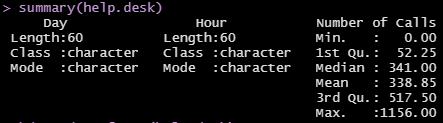 > summary(help.desk)
Day Hour Number of Calls
Length:60 Length:60 Min. : 0.00
Class :character Class :character 1st Qu.: 52.25
Mode :character Mode :character Median : 341.00
Mean : 338.85
3rd Qu.: 517.50
Max. :1156.00